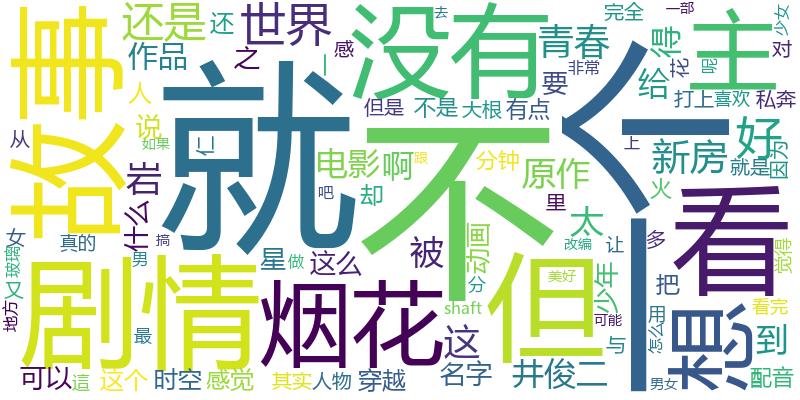 还是
还
世界
没有
完全
一部
去
少女
作品
之
感
一
青春
得
主
对
要
非常
花
呢
给
故事
人
就
但是
不是
大根
有点
打上
喜欢
私奔
说
不
从
如果
仁
电影
啊
跟
分钟
原作
新房
好
就是
因为
上
岩
什么
吧
却
里
火
太
看
女
真的
男
搞
星
做
这么
被
动画
但
改编
让
多
觉得
又
玻璃
剧情
烟花
分
美好
少年
把
看完
地方
最
shaft
这
可能
怎么
用
想
到
可以
這
这个
时空
感觉
其实
人物
穿越
名字
井俊二
与
男女
配音